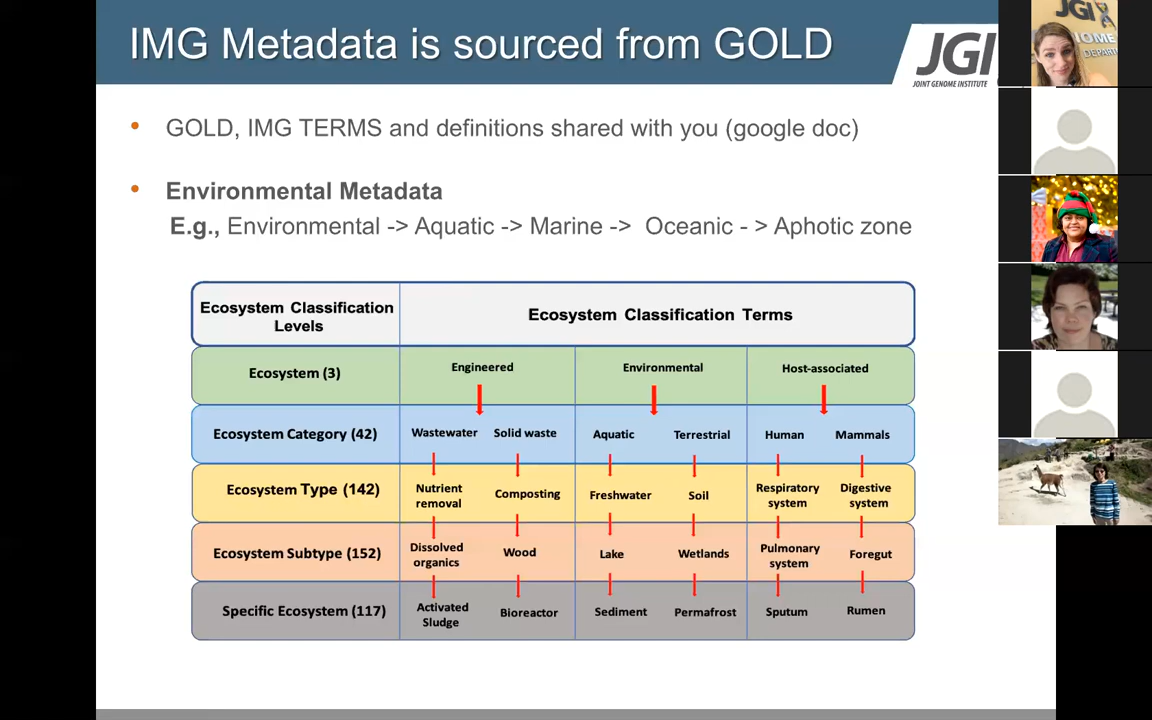 IMG Metadata is sourced from GOLD
JGI
JOINT GENOME INSTITUTE
• GOLD, IMG TERMS and definitions shared with you (google doc)
• Environmental Metadata
E.g., Environmental -> Aquatic -> Marine -> Oceanic - > Aphotic zone
Ecosystem Classification Levels
Ecosystem Classification Terms
Ecosystem (3)
Engineered
Environmental
Host-associated
Ecosystem Category (42)
Wastewater
Solid waste
Aquatic
Terrestrial
Human
Mammals
Ecosystem Type (142)
Nutrient
removal
Composting
Freshwater
Soil
Respiratory
system
Digestive
system
Ecosystem Subtype (152)
Dissolved
organics
Wood
Lake
Wetlands
Pulmonary
system
Foregut
Specific Ecosystem (117)
Activated
Sludge
Bioreactor
Sediment
Permafrost
Sputum
Rumen
JGI